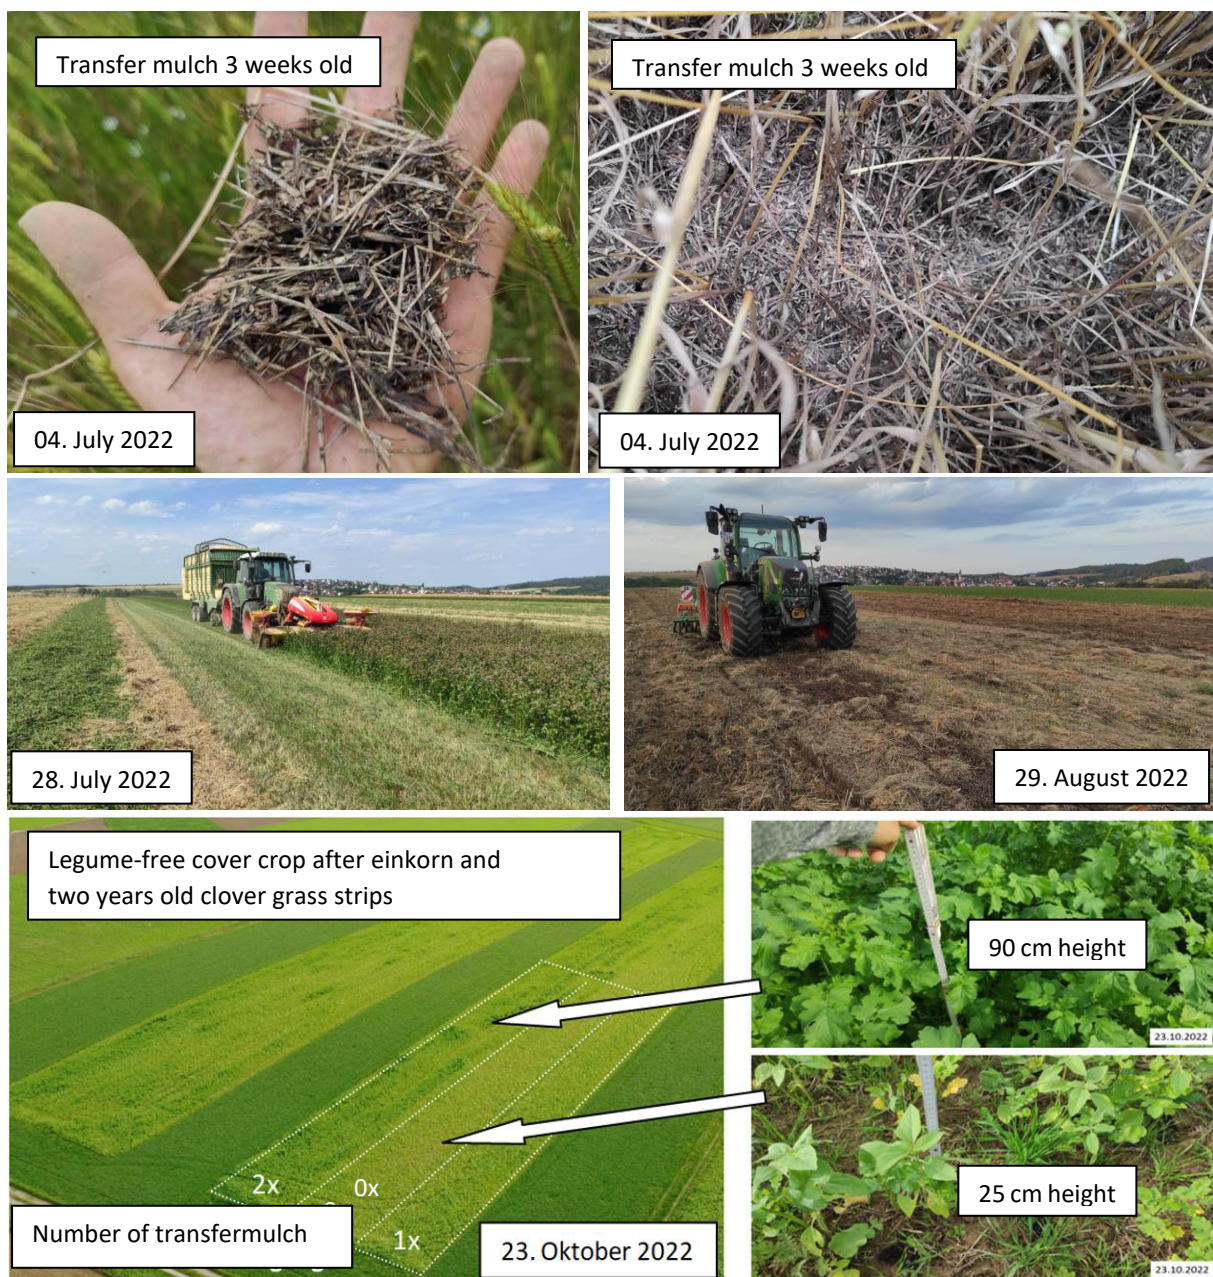 Transfer mulch 3 weeks old
Transfer mulch 3 weeks old
04. July 2022
04. July 2022
28. July 2022
29. August 2022
Legume-free cover crop after einkorn and
two years old clover grass strips
90 cm height
23.10.2022
2x
0x
1x
Number of transfermulch
23. Oktober 2022
25 cm height
23.10.2022